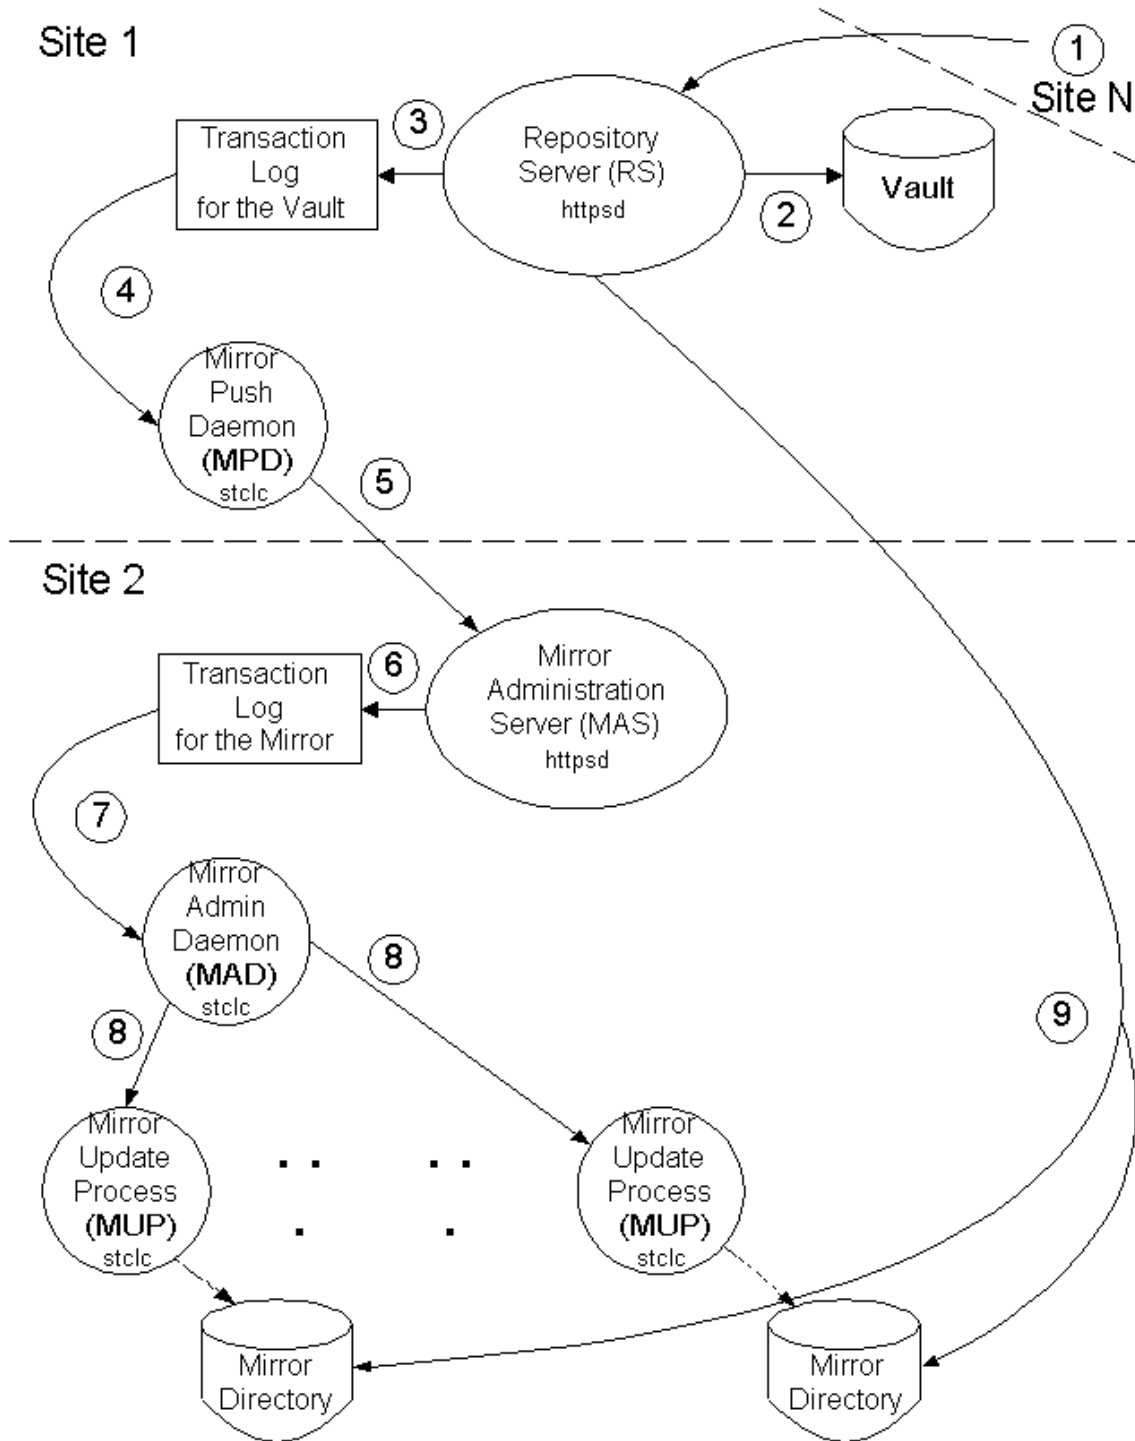 Site 1
1
Site N
3
Transaction
Log
for the Vault
Repository
Server (RS)
httpsd
2
Vault
4
Mirror
Push
Daemon
(MPD)
stclc
5
Site 2
6
Transaction
Log
for the Mirror
Mirror
Administration
Server (MAS)
httpsd
7
Mirror
Admin
Daemon
(MAD)
stclc
8
8
9
Mirror
Update
Process
(MUP)
stclc
Mirror
Update
Process
(MUP)
stclc
Mirror
Directory
Mirror
Directory